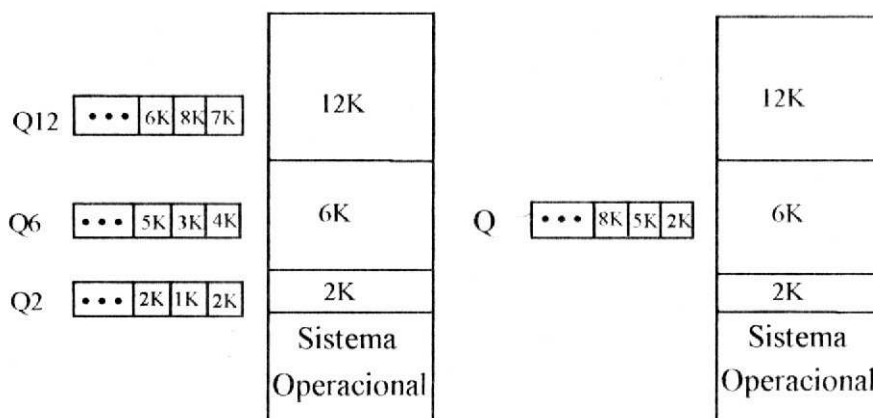 Q12 ••• 6K 8K 7K
12K
Q6 ••• 5K 3K 4K
6K
Q2 ••• 2K 1K 2K
2K
Sistema
Operacional
Q ••• 8K 5K 2K
12K
6K
2K
Sistema
Operacional